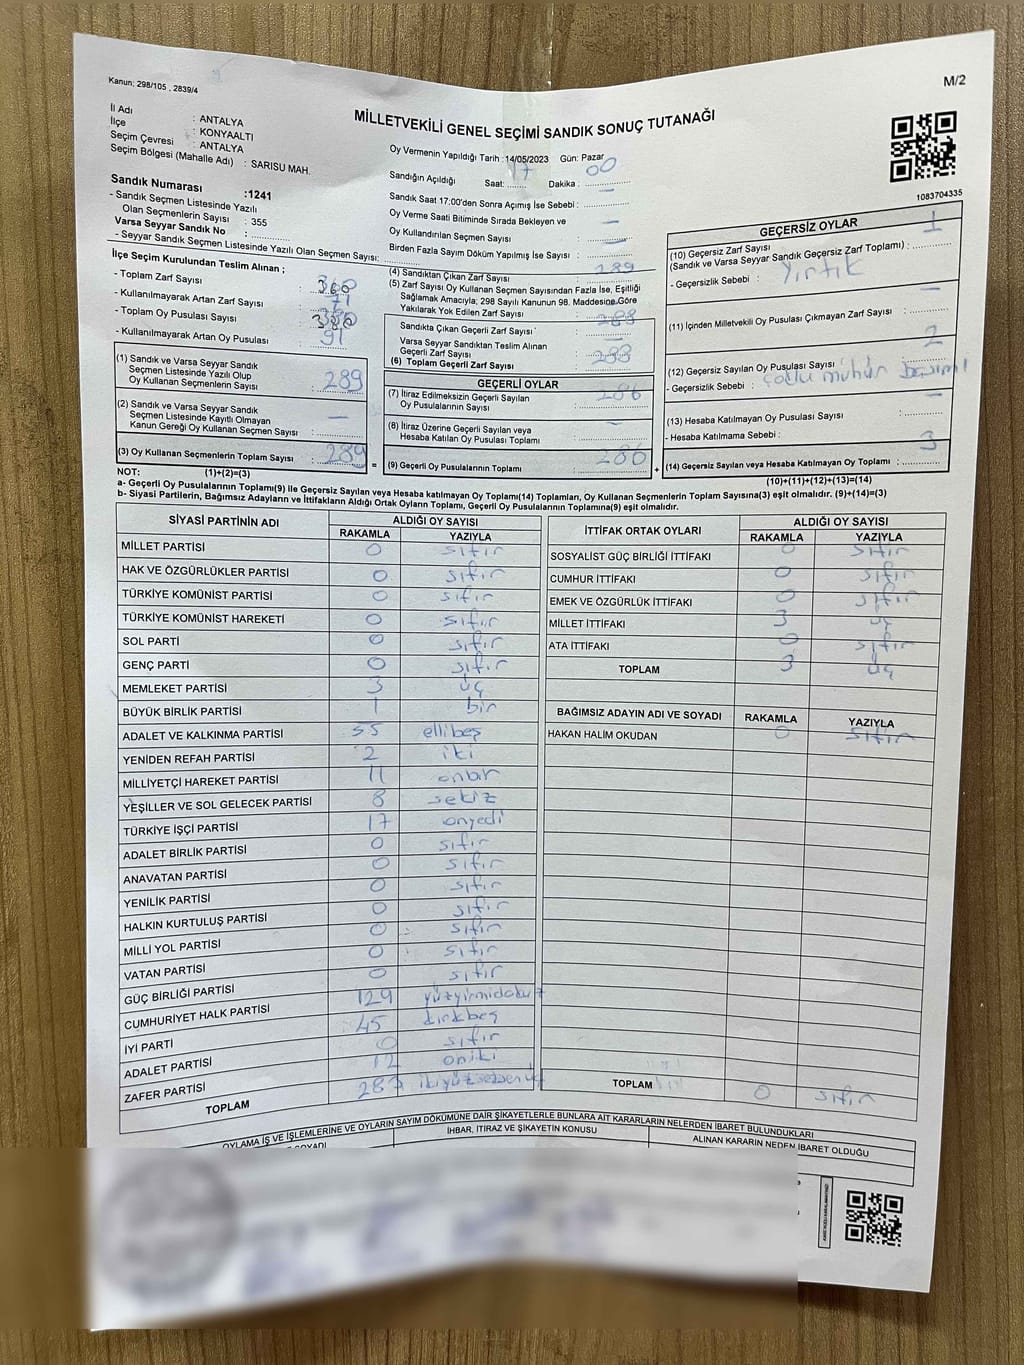 Kanun; 298/105 , 2839/4
M/2
MİLLETVEKİLİ GENEL SEÇİMİ SANDIK SONUÇ TUTANAĞI
İl Adı : ANTALYA
İlçe : KONYAALTI
Seçim Çevresi : ANTALYA
Seçim Bölgesi (Mahalle Adı) : SARISU MAH.
Sandık Numarası :1241
- Sandık Seçmen Listesinde Yazılı
Olan Seçmenlerin Sayısı : 355
Varsa Seyyar Sandık No :
- Seyyar Sandık Seçmen Listesinde Yazılı Olan Seçmen Sayısı:
Oy Vermenin Yapıldığı Tarih : 14/05/2023 Gün: Pazar
Sandığın Açıldığı Saat: 17 Dakika : 00
Sandık Saat 17:00'den Sonra Açımış İse Sebebi : —
Oy Verme Saati Bitiminde Sırada Bekleyen ve
Oy Kullandırılan Seçmen Sayısı : —
Birden Fazla Sayım Döküm Yapılmış İse Sayısı : —
1083704335
İlçe Seçim Kurulundan Teslim Alınan ;
- Toplam Zarf Sayısı : 360
- Kullanılmayarak Artan Zarf Sayısı : 71
- Toplam Oy Pusulası Sayısı : 380
- Kullanılmayarak Artan Oy Pusulası : 91
(1) Sandık ve Varsa Seyyar Sandık
Seçmen Listesinde Yazılı Olup
Oy Kullanan Seçmenlerin Sayısı : 289
(2) Sandık ve Varsa Seyyar Sandık
Seçmen Listesinde Kayıtlı Olmayan
Kanun Gereği Oy Kullanan Seçmen Sayısı : —
(3) Oy Kullanan Seçmenlerin Toplam Sayısı : 289
(4) Sandıktan Çıkan Zarf Sayısı : 289
(5) Zarf Sayısı Oy Kullanan Seçmen Sayısından Fazla İse, Eşitliği
Sağlamak Amacıyla; 298 Sayılı Kanunun 98. Maddesine Göre
Yakılarak Yok Edilen Zarf Sayısı : —
Sandıkta Çıkan Geçerli Zarf Sayısı : 288
Varsa Seyyar Sandıktan Teslim Alınan
Geçerli Zarf Sayısı : —
(6) Toplam Geçerli Zarf Sayısı : 288
GEÇERLİ OYLAR
(7) İtiraz Edilmeksizin Geçerli Sayılan
Oy Pusulalarının Sayısı : 286
(8) İtiraz Üzerine Geçerli Sayılan veya
Hesaba Katılan Oy Pusulası Toplamı : —
= (9) Geçerli Oy Pusulalarının Toplamı : 286 +
GEÇERSİZ OYLAR
(10) Geçersiz Zarf Sayısı
(Sandık ve Varsa Seyyar Sandık Geçersiz Zarf Toplamı) : 1
- Geçersizlik Sebebi : Yırtık
(11) İçinden Milletvekili Oy Pusulası Çıkmayan Zarf Sayısı : —
(12) Geçersiz Sayılan Oy Pusulası Sayısı : 2
- Geçersizlik Sebebi : çoklu mühür basımı
(13) Hesaba Katılmayan Oy Pusulası Sayısı : —
- Hesaba Katılmama Sebebi :
(14) Geçersiz Sayılan veya Hesaba Katılmayan Oy Toplamı : 3
NOT: (1)+(2)=(3)
(10)+(11)+(12)+(13)=(14)
a- Geçerli Oy Pusulalarının Toplamı(9) ile Geçersiz Sayılan veya Hesaba katılmayan Oy Toplamı(14) Toplamları, Oy Kullanan Seçmenlerin Toplam Sayısına(3) eşit olmalıdır. (9)+(14)=(3)
b- Siyasi Partilerin, Bağımsız Adayların ve İttifakların Aldığı Ortak Oyların Toplamı, Geçerli Oy Pusulalarının Toplamına(9) eşit olmalıdır.
SİYASİ PARTİNİN ADI ALDIĞI OY SAYISI
RAKAMLA YAZIYLA
MİLLET PARTİSİ 0 sıfır
HAK VE ÖZGÜRLÜKLER PARTİSİ 0 sıfır
TÜRKİYE KOMÜNİST PARTİSİ 0 sıfır
TÜRKİYE KOMÜNİST HAREKETİ 0 sıfır
SOL PARTİ 0 sıfır
GENÇ PARTİ 0 sıfır
MEMLEKET PARTİSİ 3 üç
BÜYÜK BİRLİK PARTİSİ 1 bir
ADALET VE KALKINMA PARTİSİ 55 ellibeş
YENİDEN REFAH PARTİSİ 2 iki
MİLLİYETÇİ HAREKET PARTİSİ 11 onbir
YEŞİLLER VE SOL GELECEK PARTİSİ 8 sekiz
TÜRKİYE İŞÇİ PARTİSİ 17 onyedi
ADALET BİRLİK PARTİSİ 0 sıfır
ANAVATAN PARTİSİ 0 sıfır
YENİLİK PARTİSİ 0 sıfır
HALKIN KURTULUŞ PARTİSİ 0 sıfır
MİLLİ YOL PARTİSİ 0 sıfır
VATAN PARTİSİ 0 sıfır
GÜÇ BİRLİĞİ PARTİSİ 0 sıfır
CUMHURİYET HALK PARTİSİ 129 yüzyirmidokuz
İYİ PARTİ 45 kırkbeş
ADALET PARTİSİ 0 sıfır
ZAFER PARTİSİ 12 oniki
TOPLAM 283 ikiyüzseksenüç
İTTİFAK ORTAK OYLARI ALDIĞI OY SAYISI
RAKAMLA YAZIYLA
SOSYALİST GÜÇ BİRLİĞİ İTTİFAKI 0 sıfır
CUMHUR İTTİFAKI 0 sıfır
EMEK VE ÖZGÜRLÜK İTTİFAKI 0 sıfır
MİLLET İTTİFAKI 3 üç
ATA İTTİFAKI 0 sıfır
TOPLAM 3 üç
BAĞIMSIZ ADAYIN ADI VE SOYADI RAKAMLA YAZIYLA
HAKAN HALİM OKUDAN 0 sıfır
TOPLAM 0 sıfır
OYLAMA İŞ VE İŞLEMLERİNE VE OYLARIN SAYIM DÖKÜMÜNE DAİR ŞİKAYETLERLE BUNLARA AİT KARARLARIN NELERDEN İBARET BULUNDUKLARI
İHBAR, İTİRAZ VE ŞİKAYETİN KONUSU
ALINAN KARARIN NEDEN İBARET OLDUĞU